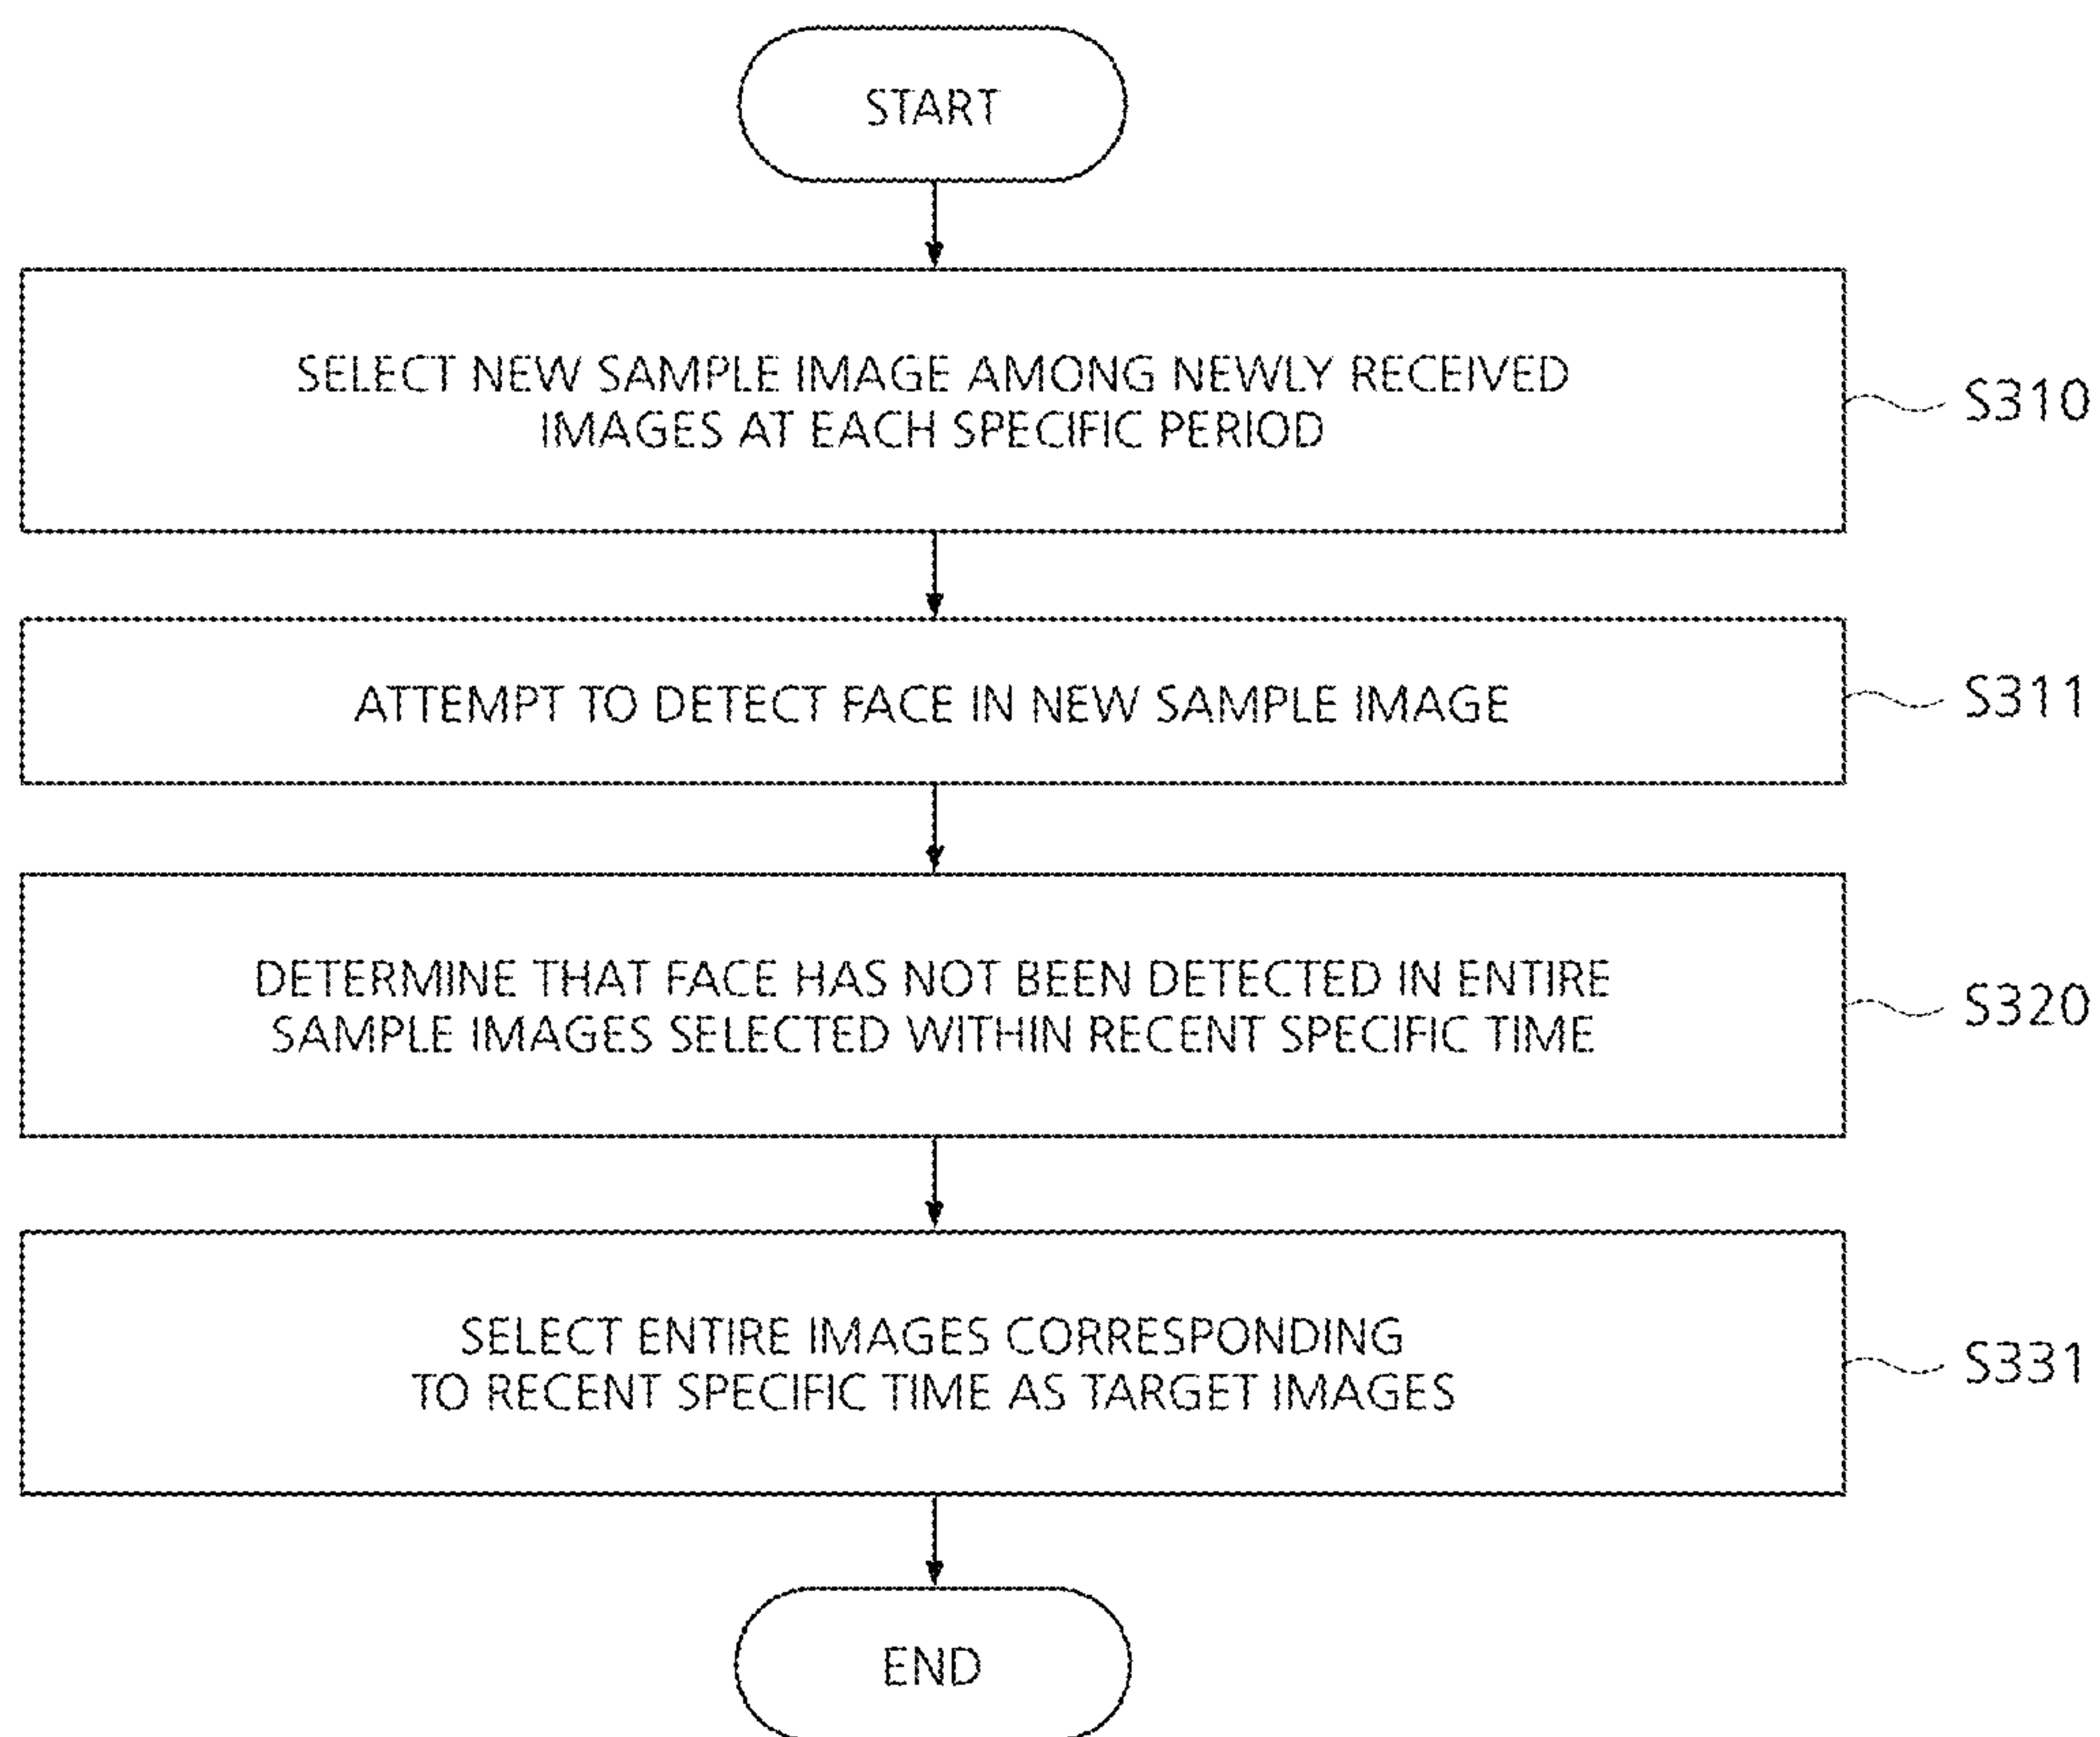 START
SELECT NEW SAMPLE IMAGE AMONG NEWLY RECEIVED
IMAGES AT EACH SPECIFIC PERIOD
S310
ATTEMPT TO DETECT FACE IN NEW SAMPLE IMAGE
S311
DETERMINE THAT FACE HAS NOT BEEN DETECTED IN ENTIRE
SAMPLE IMAGES SELECTED WITHIN RECENT SPECIFIC TIME
S320
SELECT ENTIRE IMAGES CORRESPONDING
TO RECENT SPECIFIC TIME AS TARGET IMAGES
S331
END